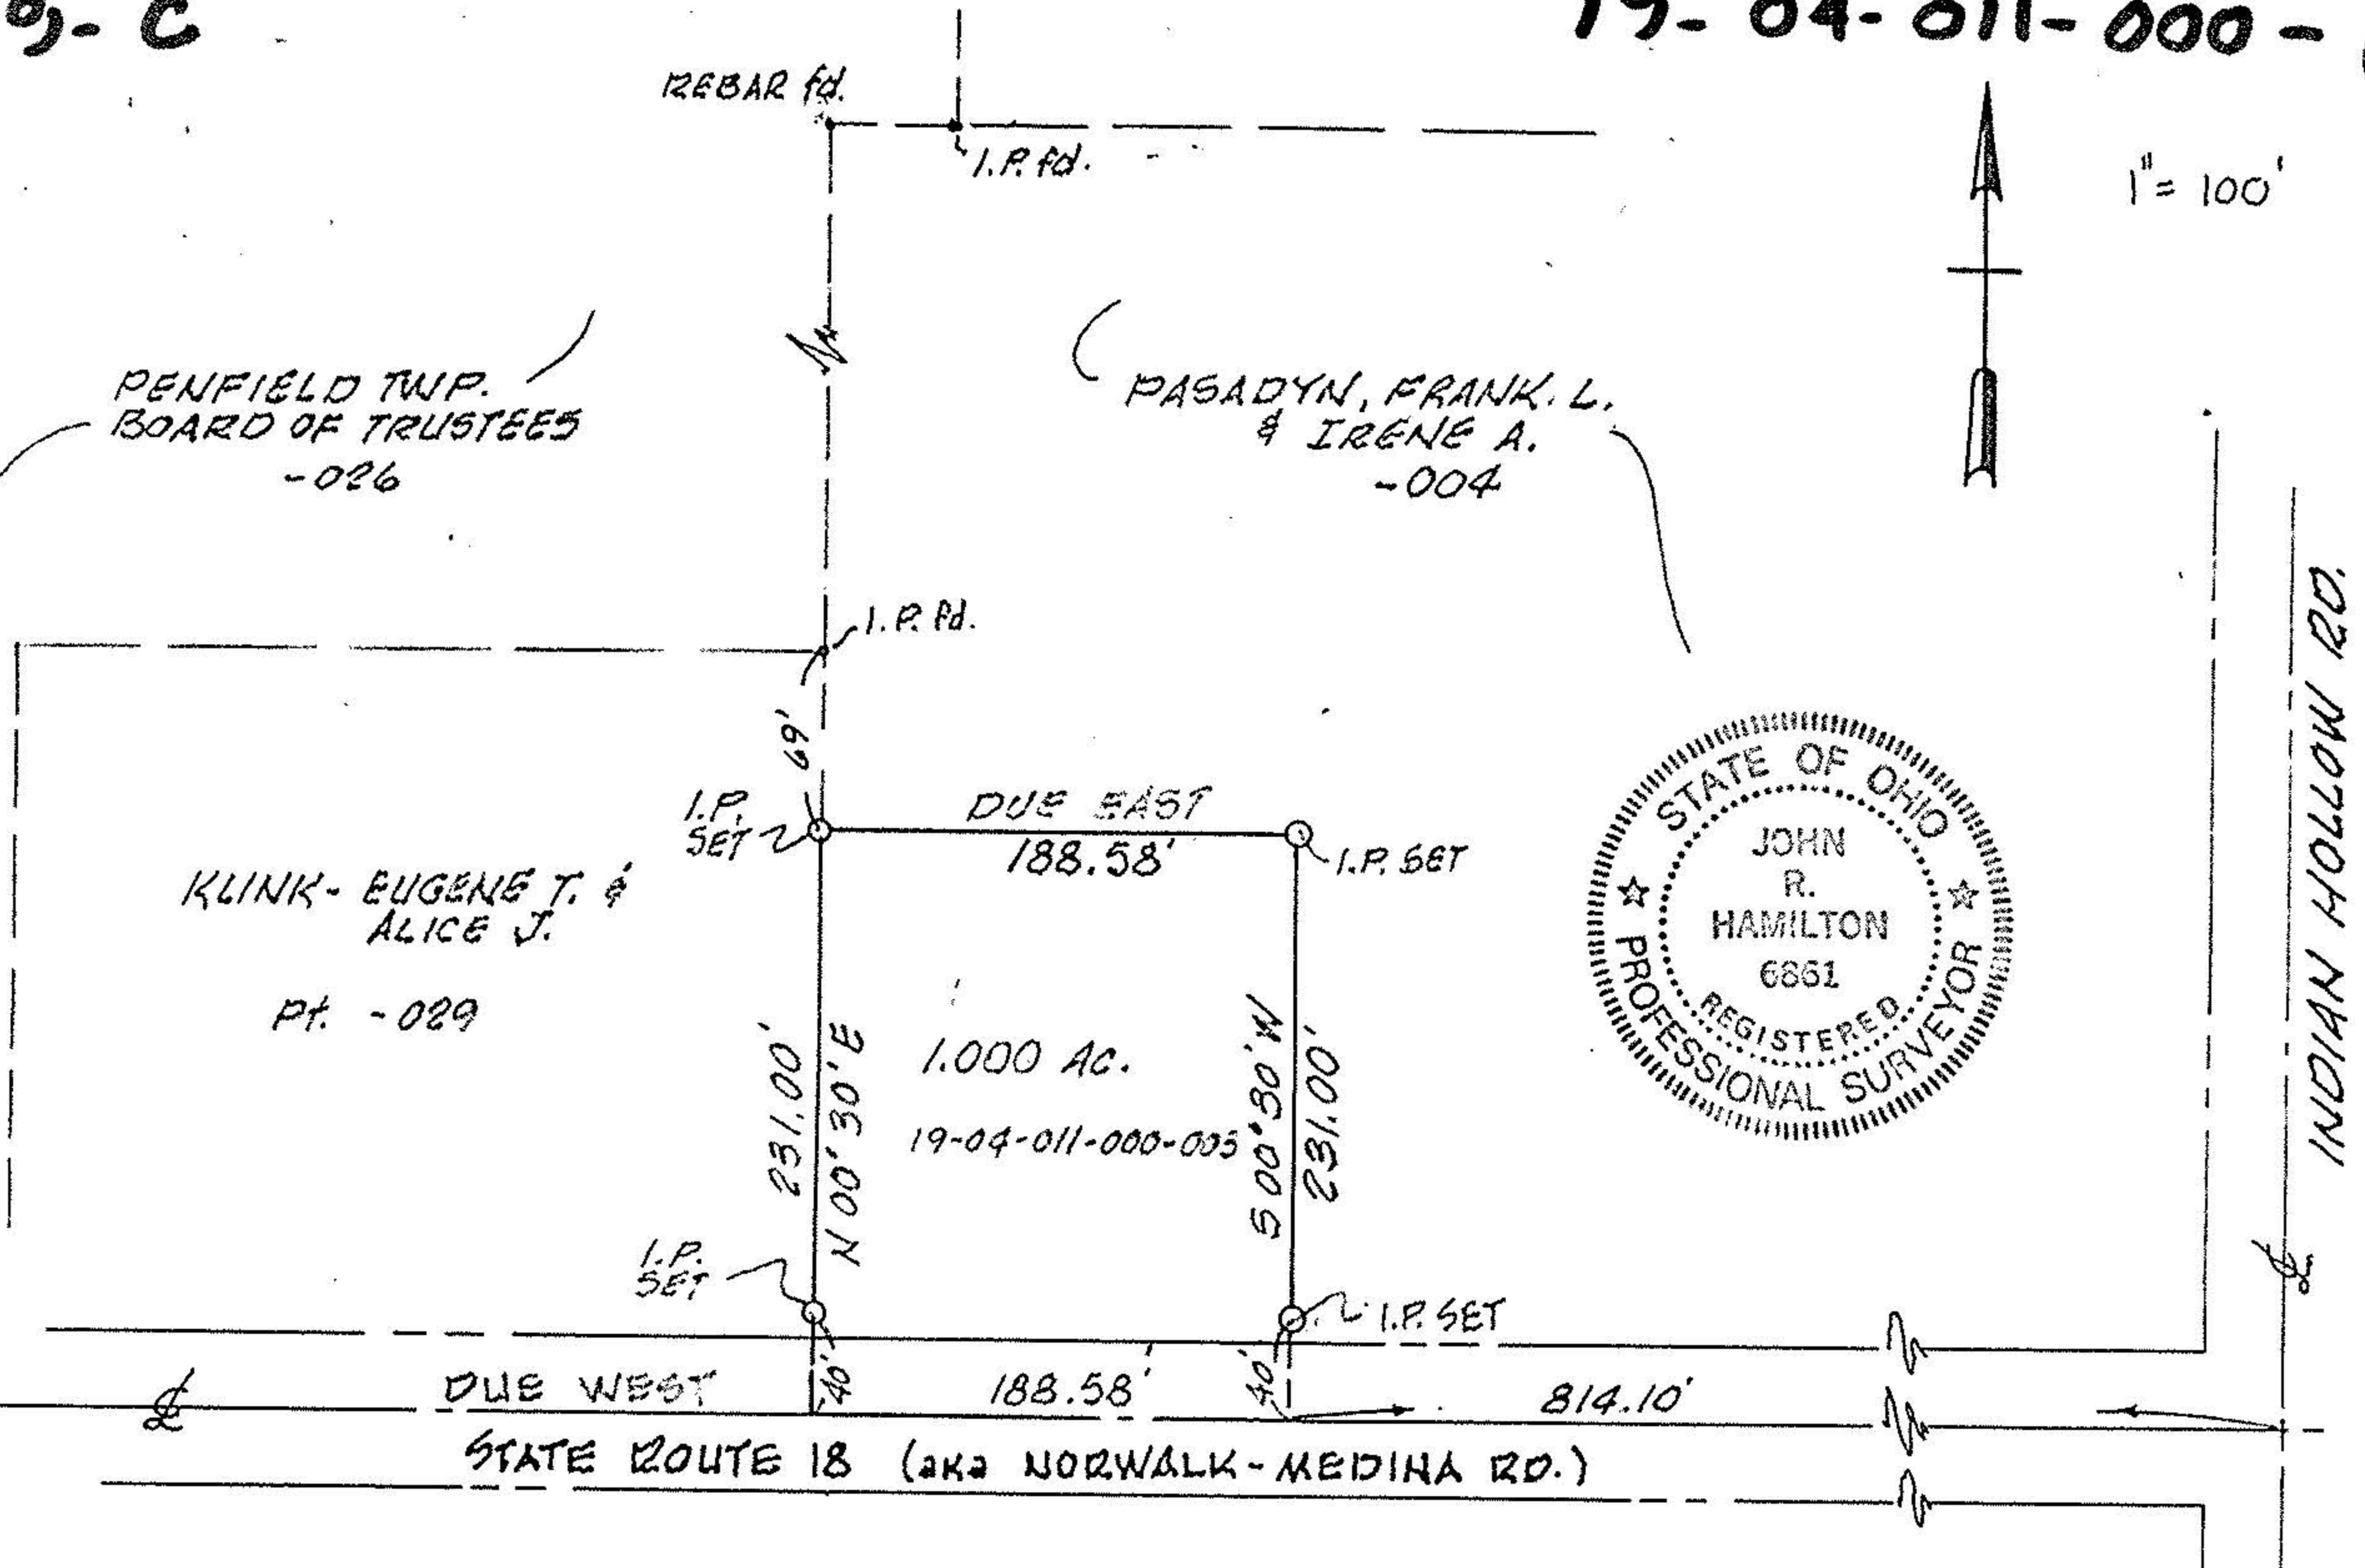 9- C
19- 04- 011- 000 -
REBAR fd.
I.P. fd.
1" = 100'
PENFIELD TWP.
BOARD OF TRUSTEES
-026
PASADYN, FRANK. L.
& IRENE A.
-004
I.P. fd.
INDIAN HOLLOW RD.
69'
I.P.
SET
DUE EAST
188.58'
I.P. SET
STATE OF OHIO
JOHN
R.
HAMILTON
6861
REGISTERED
PROFESSIONAL SURVEYOR
KLINK- EUGENE T. &
ALICE J.
Pt. -029
231.00'
N 00° 30' E
1.000 AC.
19-04-011-000-005
S 00° 30' W
231.00'
I.P.
SET
I.P. SET
℄
℄
DUE WEST
40'
188.58'
40'
814.10'
STATE ROUTE 18 (aka NORWALK-MEDINA RD.)